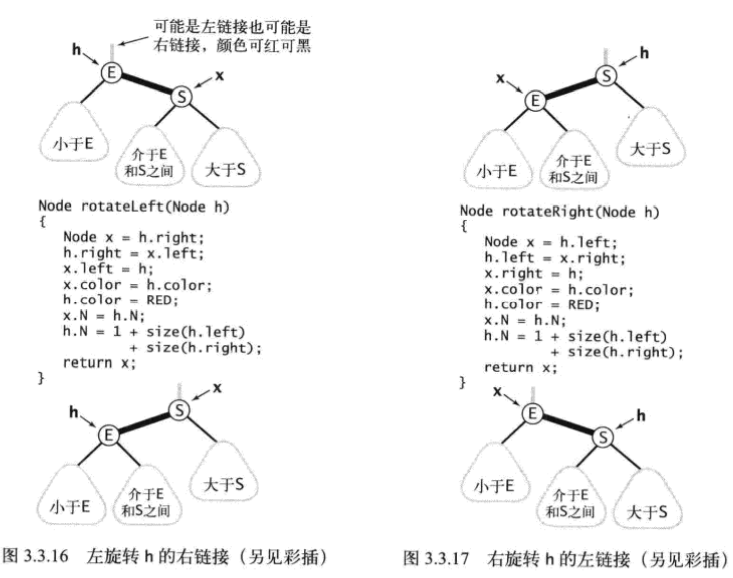 可能是左链接也可能是
右链接，颜色可红可黑
h
E
x
S
小于E
介于E
和S之间
大于S
Node rotateLeft(Node h)
{
Node x = h.right;
h.right = x.left;
x.left = h;
x.color = h.color;
h.color = RED;
x.N = h.N;
h.N = 1 + size(h.left)
+ size(h.right);
return x;
}
x
S
h
E
小于E
介于E
和S之间
大于S
图 3.3.16 左旋转 h 的右链接（另见彩插）
h
S
x
E
小于E
介于E
和S之间
大于S
Node rotateRight(Node h)
{
Node x = h.left;
h.left = x.right;
x.right = h;
x.color = h.color;
h.color = RED;
x.N = h.N;
h.N = 1 + size(h.left)
+ size(h.right);
return x;
}
x
E
h
S
小于E
介于E
和S之间
大于S
图 3.3.17 右旋转 h 的左链接（另见彩插）